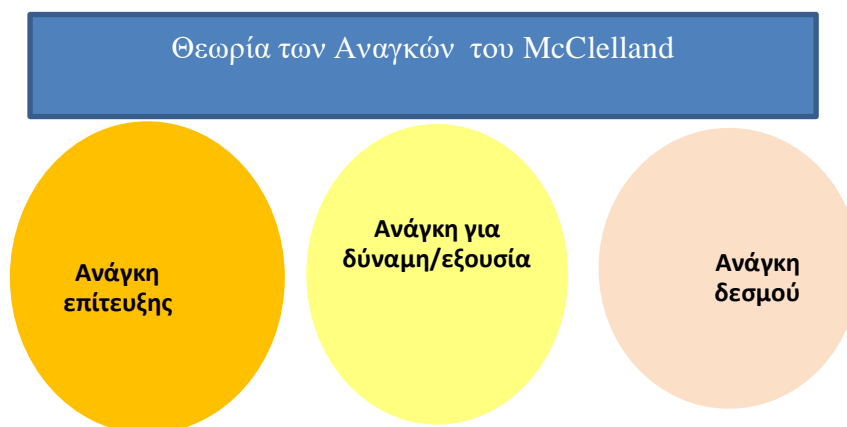 Θεωρία των Αναγκών του McClelland
Ανάγκη
επίτευξης
Ανάγκη για
δύναμη/εξουσία
Ανάγκη
δεσμού